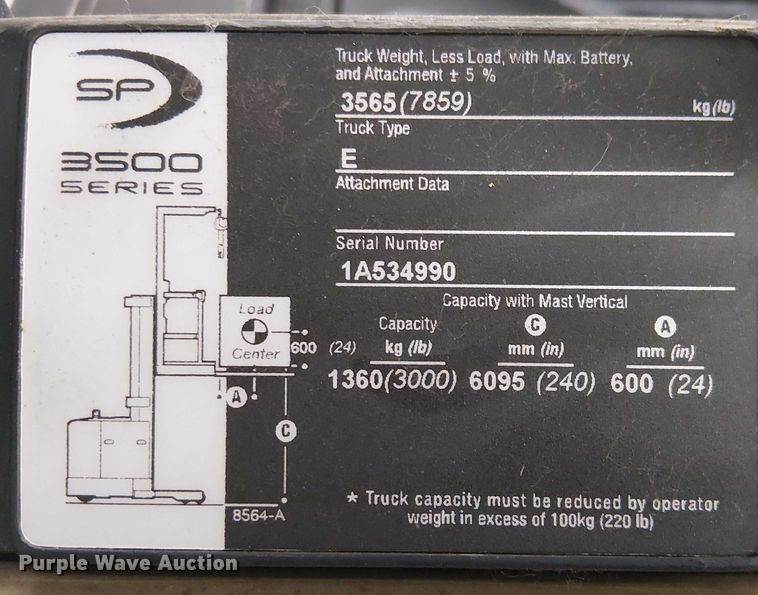 SP
3500
SERIES
Truck Weight, Less Load, with Max. Battery,
and Attachment ± 5 %
3565 (7859) kg (lb)
Truck Type
E
Attachment Data
Serial Number
1A534990
Capacity with Mast Vertical
Capacity C A
kg (lb) mm (in) mm (in)
1360 (3000) 6095 (240) 600 (24)
Load
Center
600 (24)
A
C
8564-A
* Truck capacity must be reduced by operator
weight in excess of 100kg (220 lb)
Purple Wave Auction